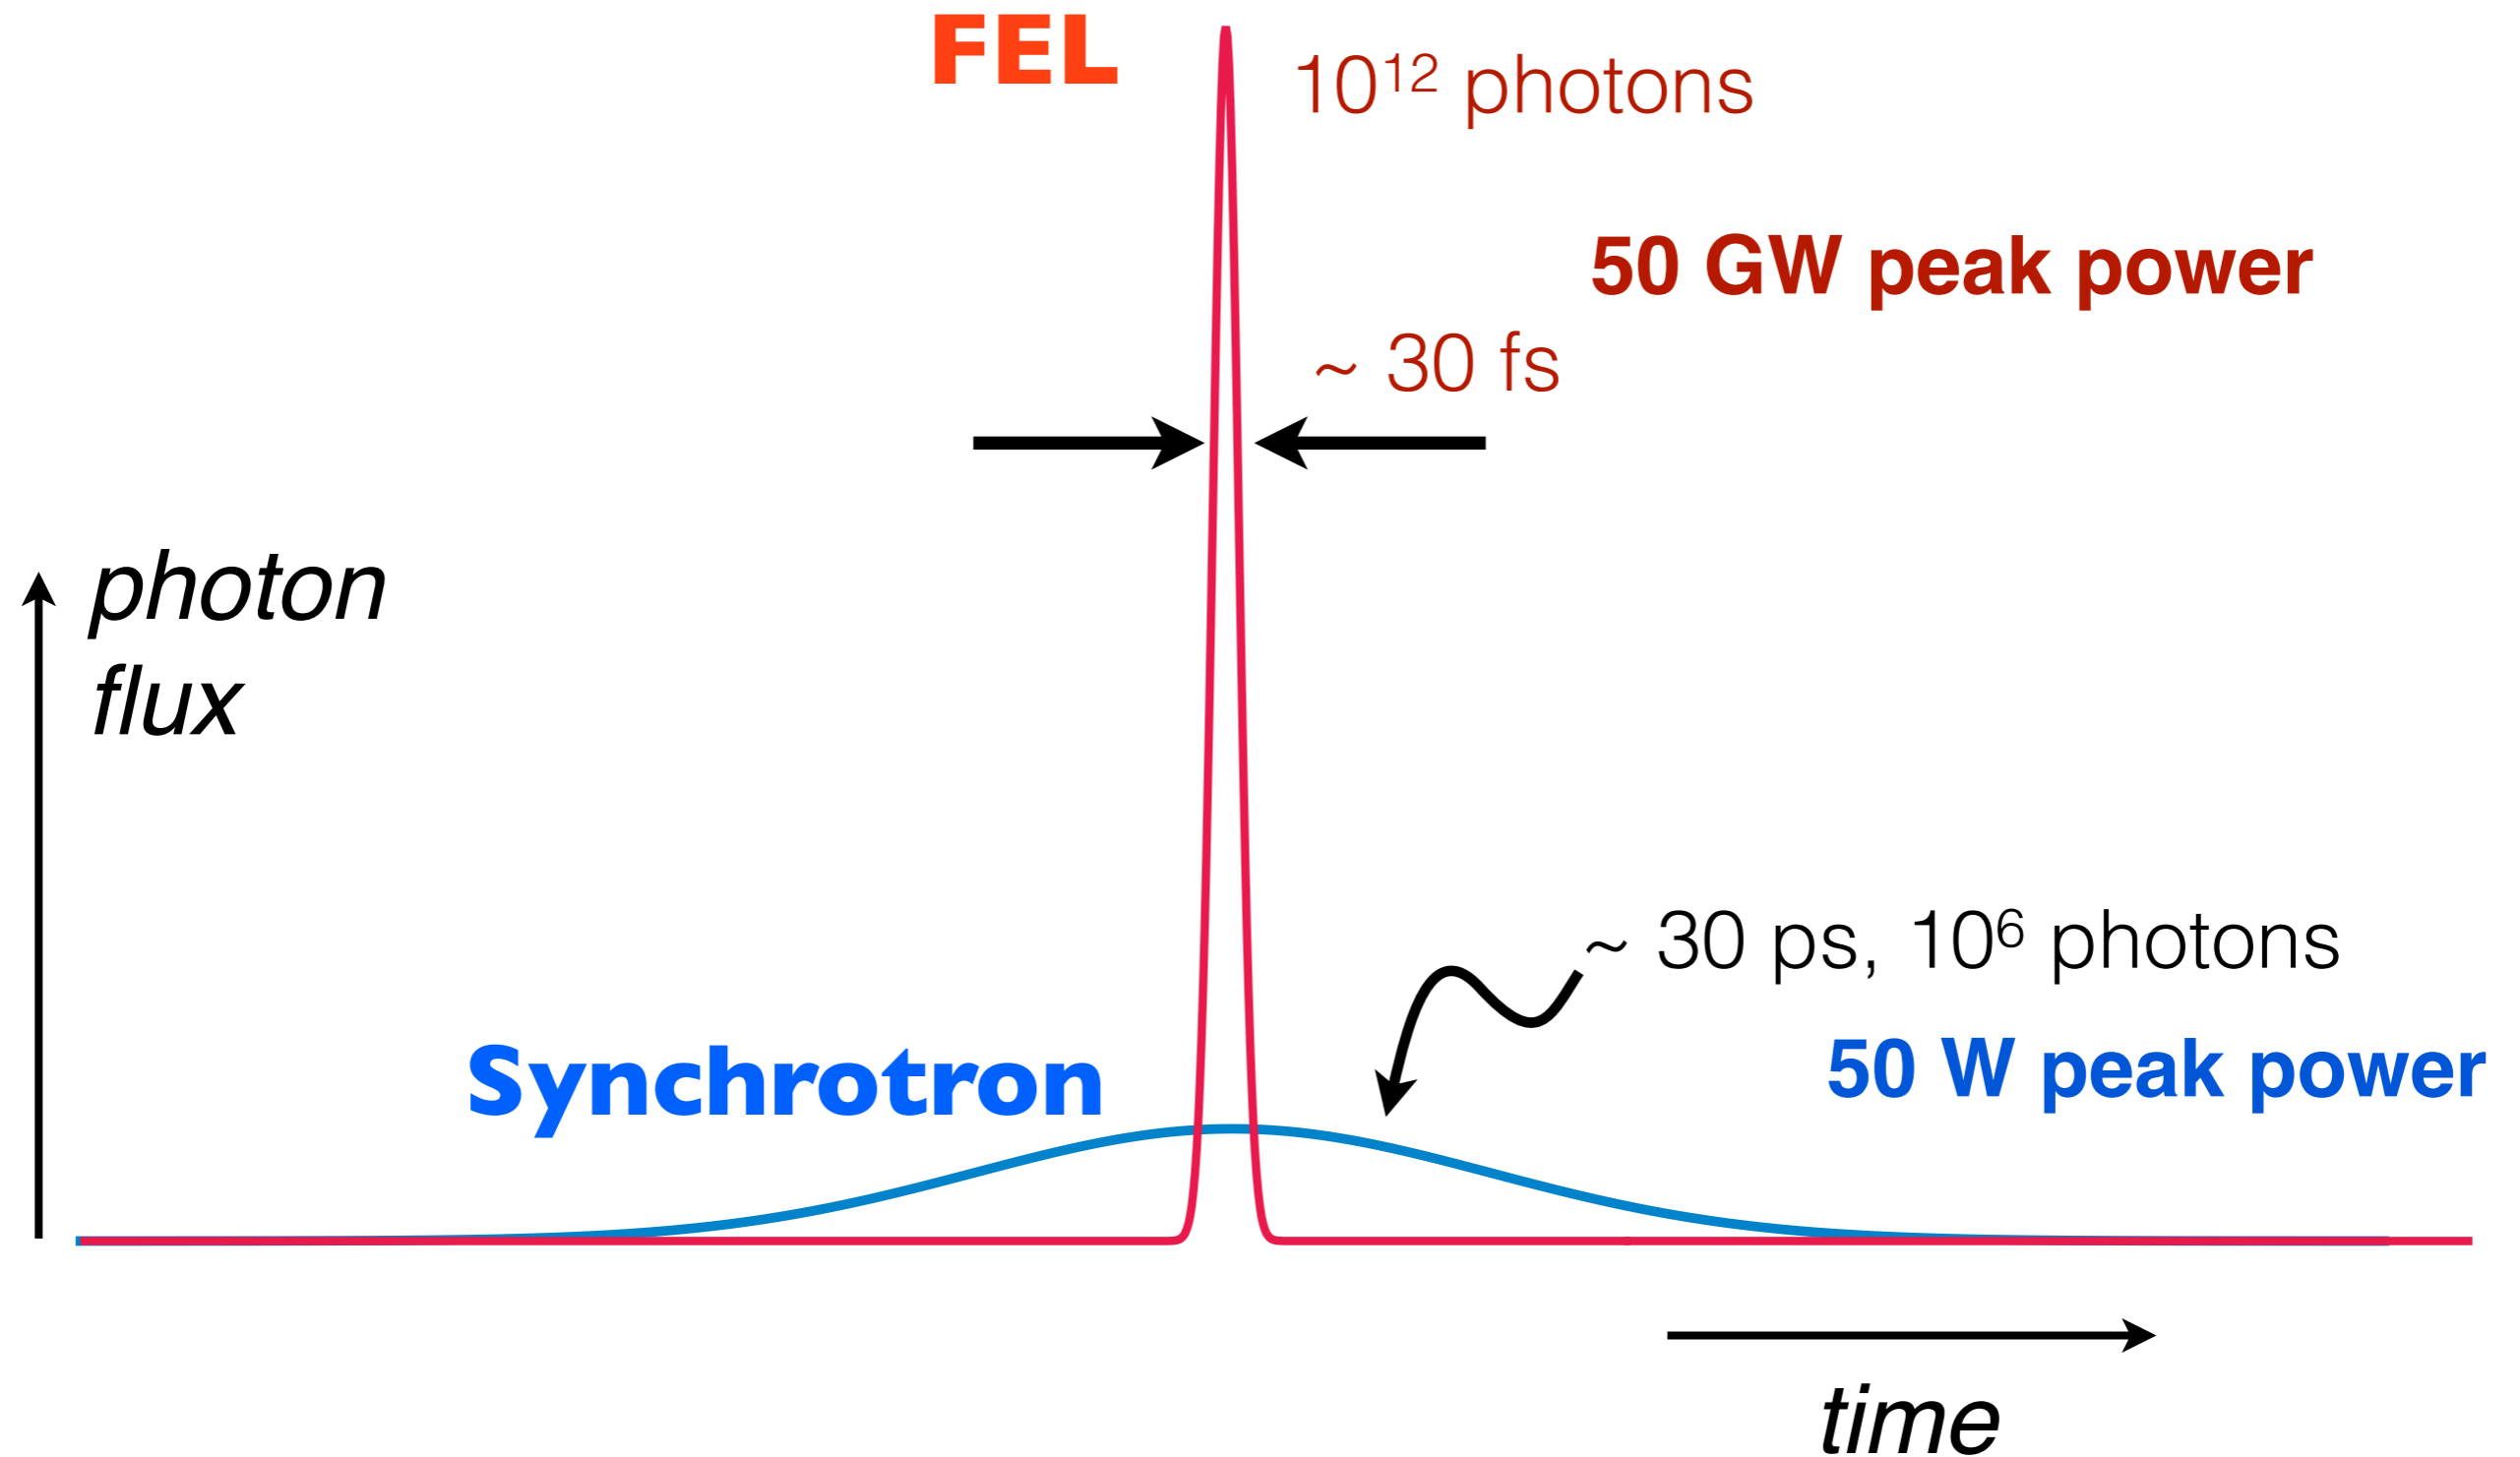 FEL
10¹² photons
50 GW peak power
~ 30 fs
photon
flux
~ 30 ps, 10⁶ photons
Synchrotron
50 W peak power
time